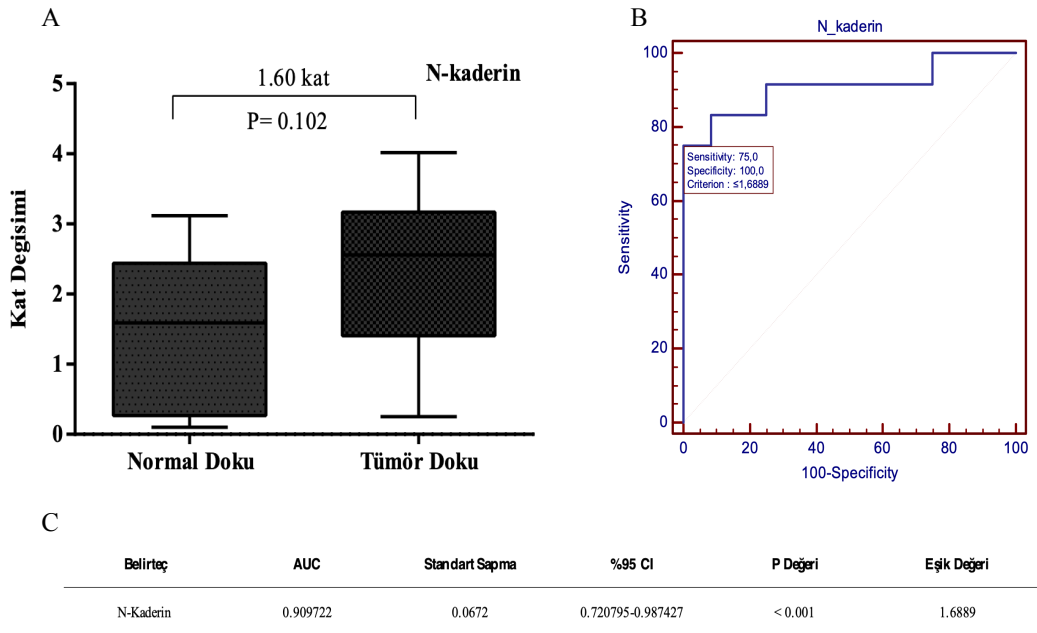 A
N-kaderin
1.60 kat
P= 0.102
Kat Degisimi
5
4
3
2
1
0
Normal Doku
Tümör Doku
B
N_kaderin
Sensitivity
100
80
60
40
20
0
Sensitivity: 75,0
Specificity: 100,0
Criterion : ≤1,6889
0 20 40 60 80 100
100-Specificity
C
Belirteç AUC Standart Sapma %95 CI P Değeri Eşik Değeri
N-Kaderin 0.909722 0.0672 0.720795-0.987427 < 0.001 1.6889